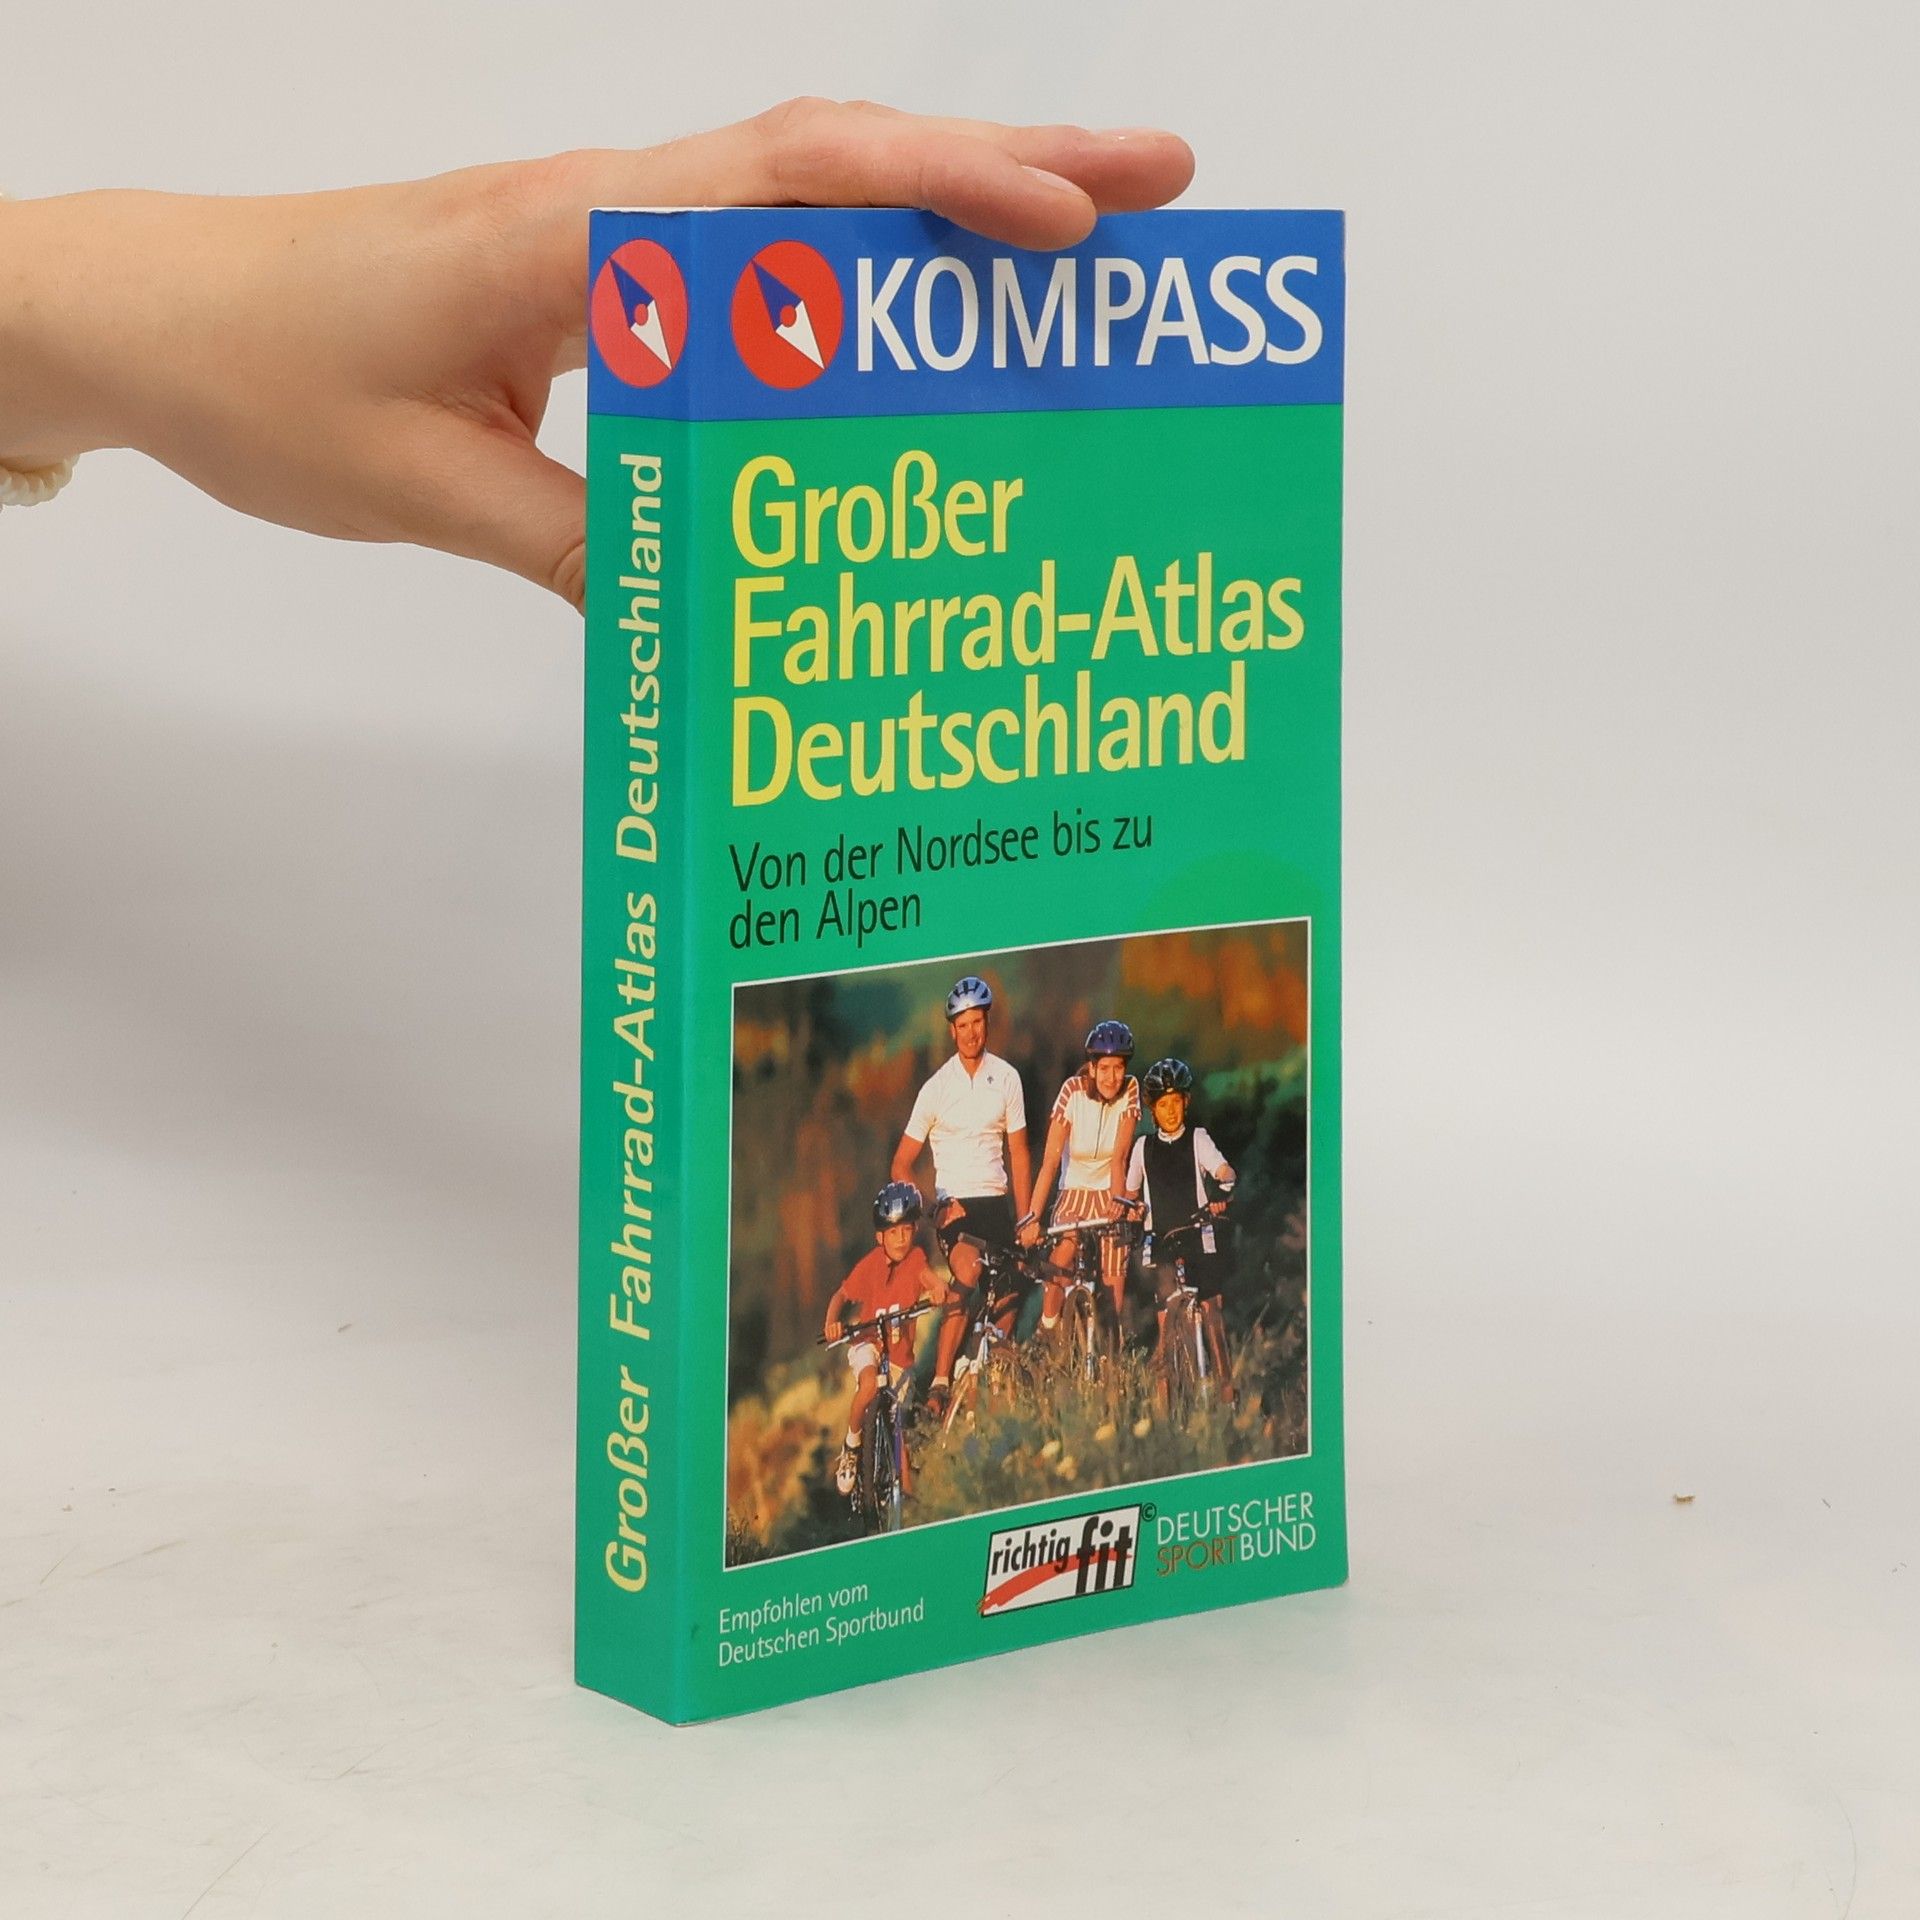 KOMPASS
Großer
Fahrrad-Atlas
Deutschland
Von der Nordsee bis zu
den Alpen
Empfohlen vom
Deutschen Sportbund
richtig fit
©
DEUTSCHER
SPORTBUND
Großer Fahrrad-Atlas Deutschland